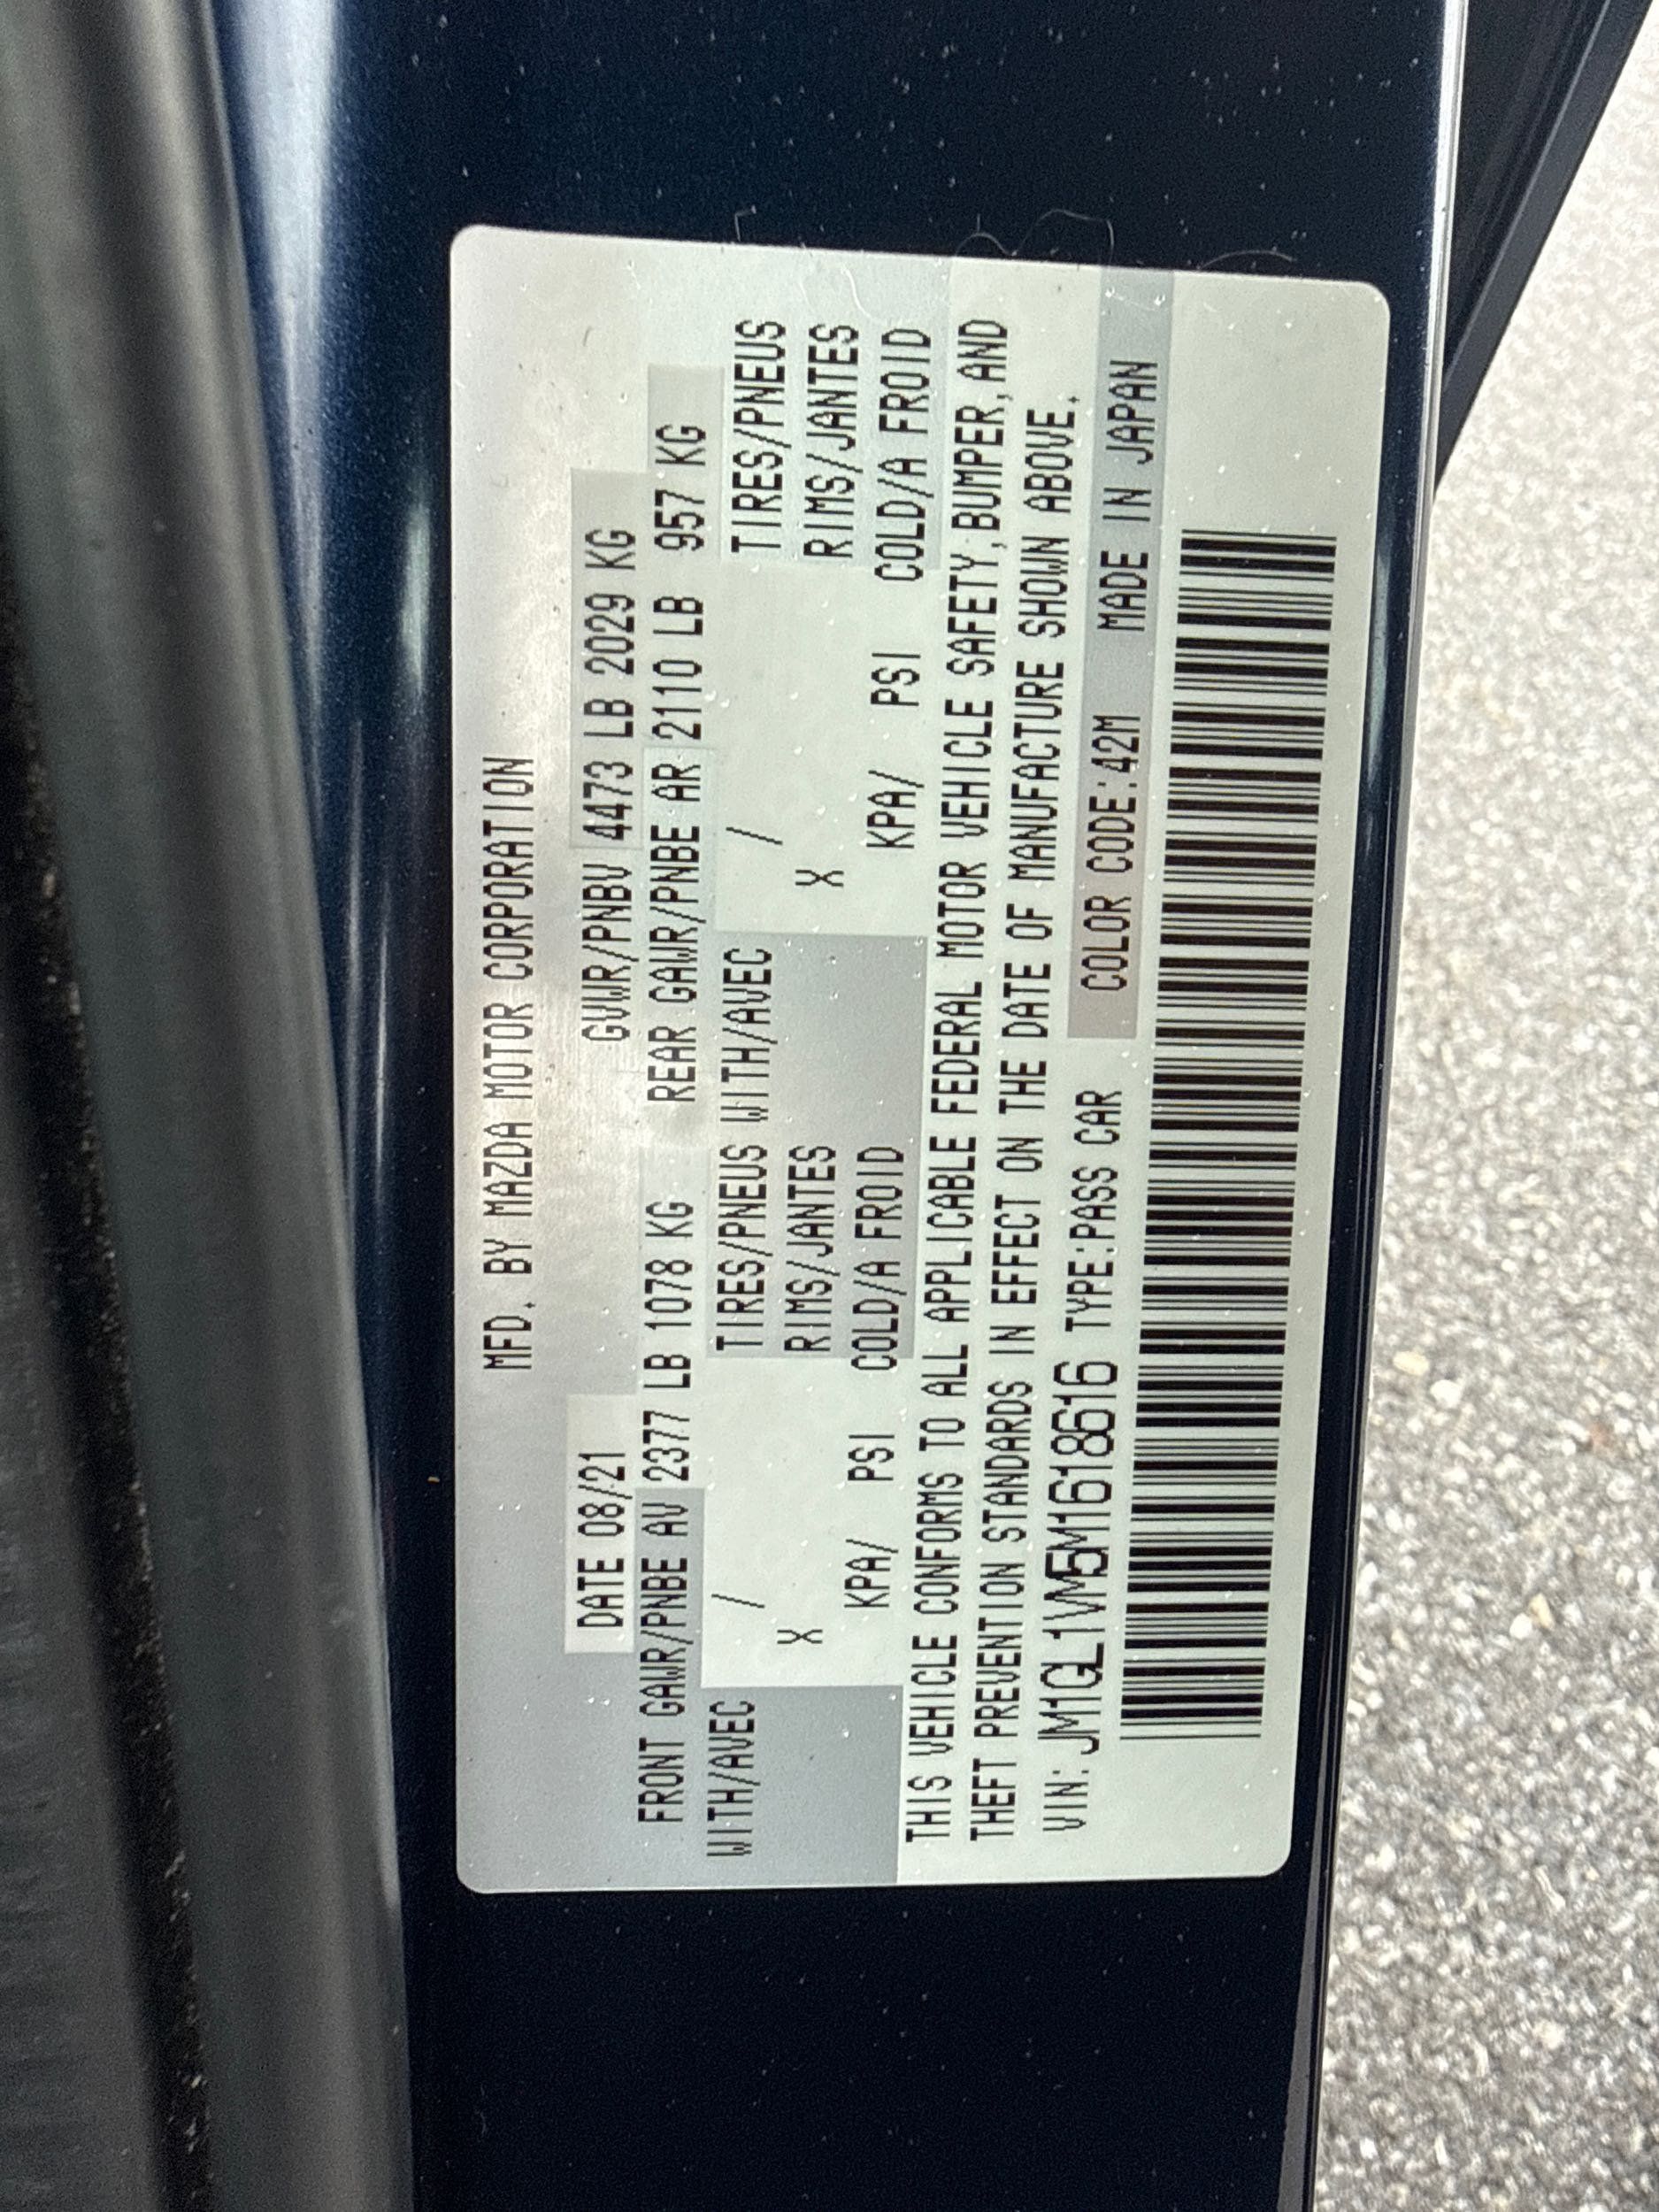 MFD. BY MAZDA MOTOR CORPORATION
DATE 08/21 GVWR/PNBV 4473 LB 2029 KG
FRONT GAWR/PNBE AV 2377 LB 1078 KG REAR GAWR/PNBE AR 2110 LB 957 KG
WITH/AVEC / TIRES/PNEUS WITH/AVEC / TIRES/PNEUS
X RIMS/JANTES X RIMS/JANTES
KPA/ PSI COLD/A FROID KPA/ PSI COLD/A FROID
THIS VEHICLE CONFORMS TO ALL APPLICABLE FEDERAL MOTOR VEHICLE SAFETY,BUMPER,AND
THEFT PREVENTION STANDARDS IN EFFECT ON THE DATE OF MANUFACTURE SHOWN ABOVE.
VIN: JM1GL1VM5M1618616 TYPE:PASS CAR COLOR CODE:42M MADE IN JAPAN